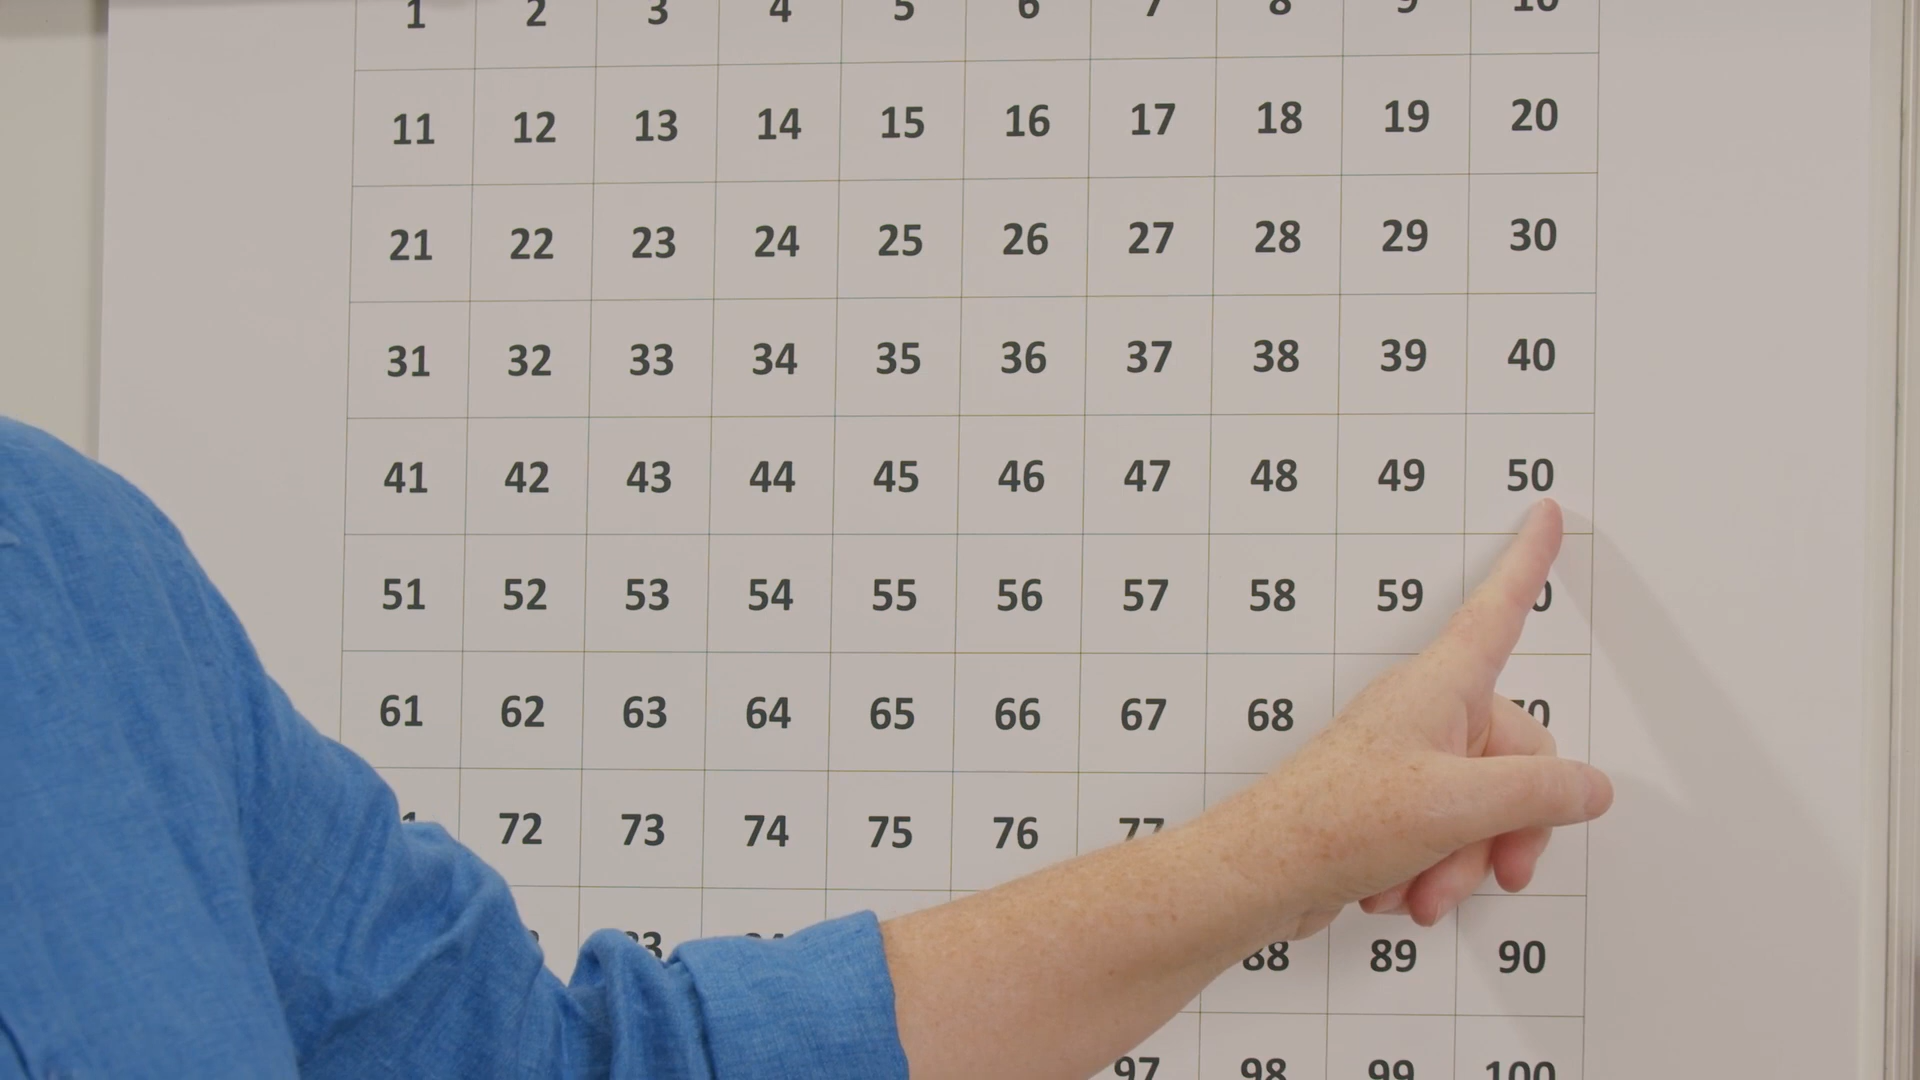 1 2 3 4 5 6 7 8 9 10
11 12 13 14 15 16 17 18 19 20
21 22 23 24 25 26 27 28 29 30
31 32 33 34 35 36 37 38 39 40
41 42 43 44 45 46 47 48 49 50
51 52 53 54 55 56 57 58 59
61 62 63 64 65 66 67 68
72 73 74 75 76 77
88 89 90
97 98 99 100